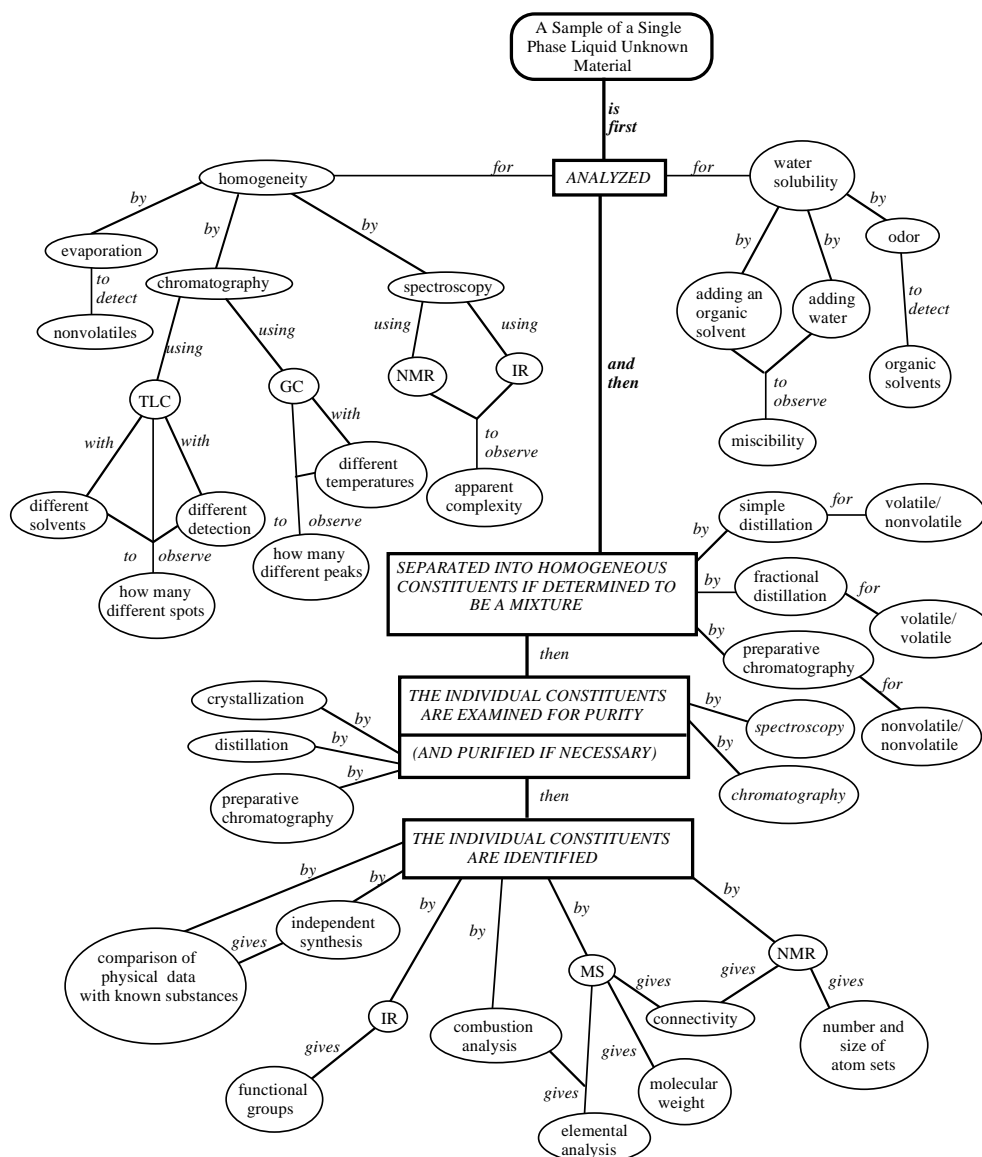 A Sample of a Single
Phase Liquid Unknown
Material
is
first
for
ANALYZED
for
homogeneity
water
solubility
by
by
by
by
by
by
evaporation
to
detect
nonvolatiles
chromatography
using
using
spectroscopy
using
using
odor
to
detect
organic
solvents
adding an
organic
solvent
adding
water
to
observe
miscibility
and
then
TLC
with
with
GC
with
NMR
IR
to
observe
apparent
complexity
different
solvents
different
detection
to
observe
how many
different spots
different
temperatures
to
observe
how many
different peaks
SEPARATED INTO HOMOGENEOUS
CONSTITUENTS IF DETERMINED TO
BE A MIXTURE
by
simple
distillation
for
volatile/
nonvolatile
by
fractional
distillation
for
volatile/
volatile
by
preparative
chromatography
for
nonvolatile/
nonvolatile
then
THE INDIVIDUAL CONSTITUENTS
ARE EXAMINED FOR PURITY
(AND PURIFIED IF NECESSARY)
crystallization
by
distillation
by
preparative
chromatography
by
by
spectroscopy
by
chromatography
then
THE INDIVIDUAL CONSTITUENTS
ARE IDENTIFIED
by
by
by
by
by
by
comparison of
physical data
with known substances
gives
independent
synthesis
IR
gives
functional
groups
combustion
analysis
MS
gives
gives
connectivity
gives
NMR
gives
number and
size of
atom sets
molecular
weight
gives
elemental
analysis